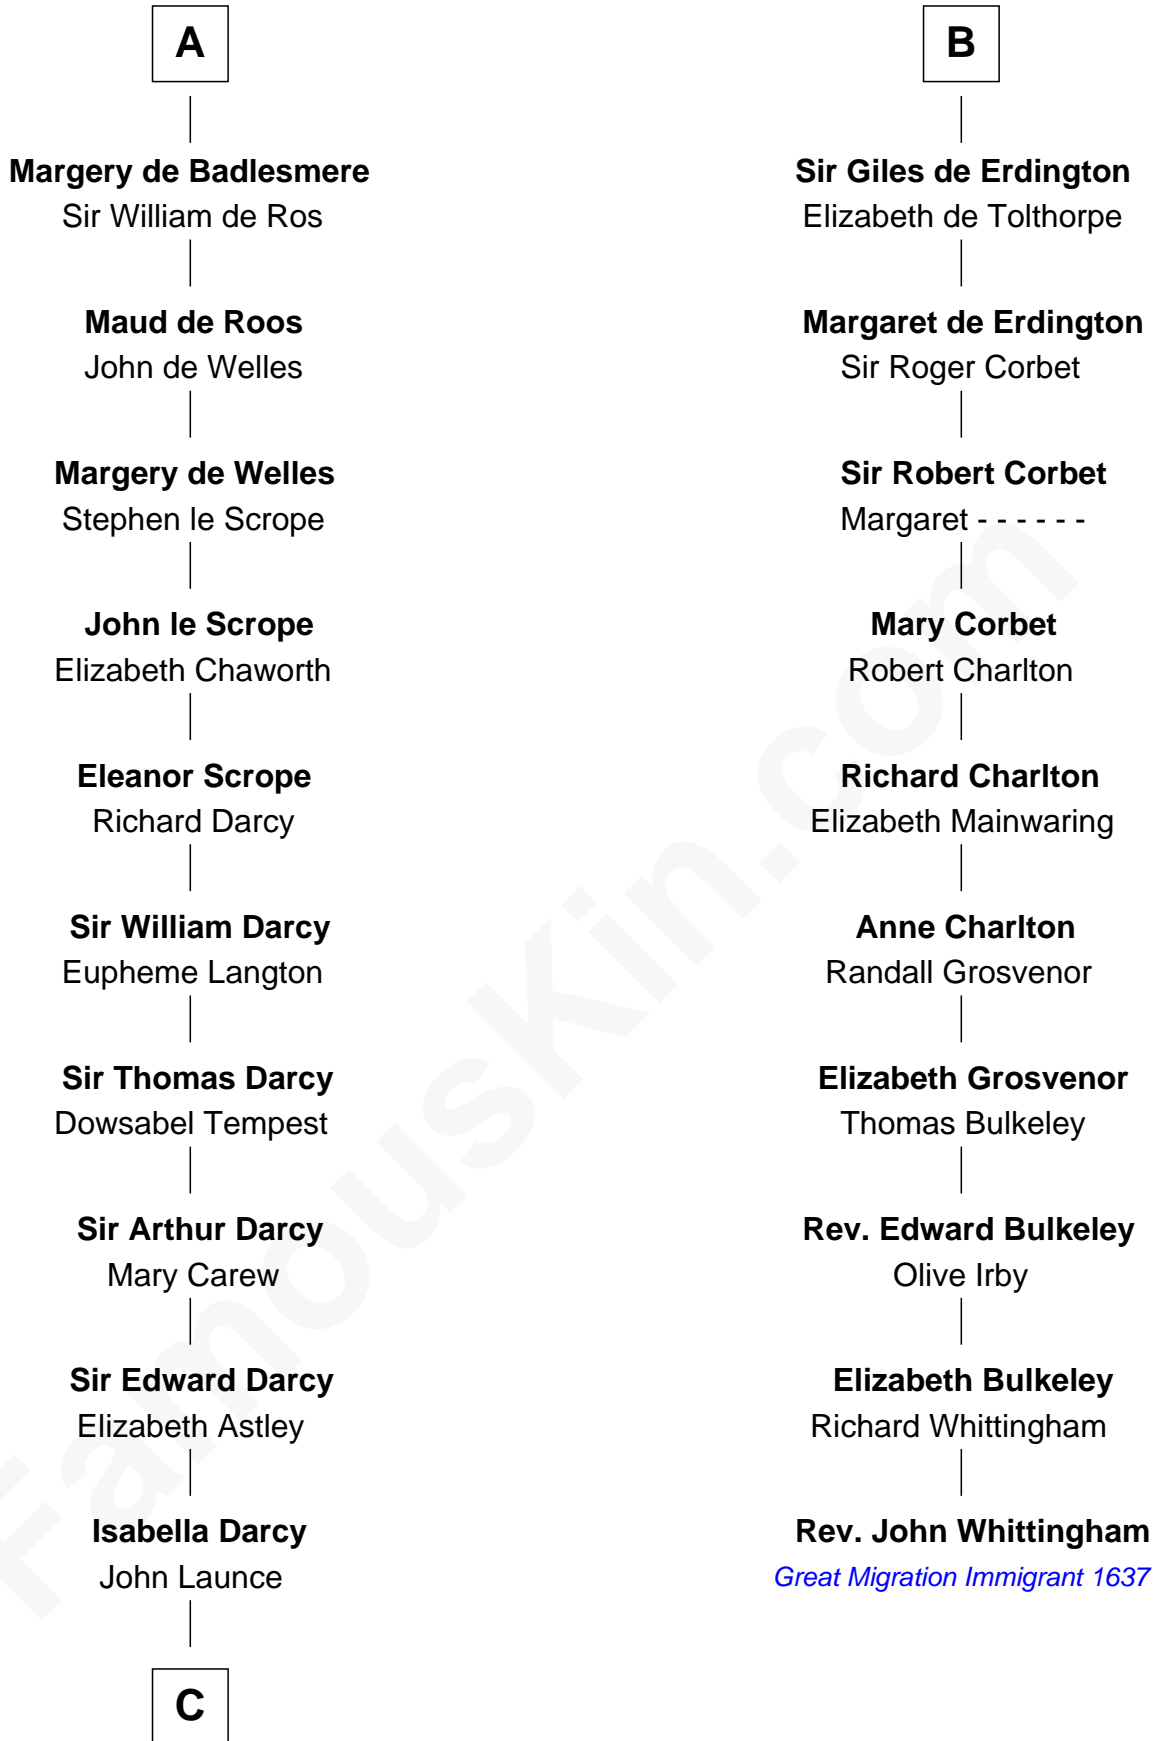 A
Margery de Badlesmere
Sir William de Ros
Maud de Roos
John de Welles
Margery de Welles
Stephen le Scrope
John le Scrope
Elizabeth Chaworth
Eleanor Scrope
Richard Darcy
Sir William Darcy
Eupheme Langton
Sir Thomas Darcy
Dowsabel Tempest
Sir Arthur Darcy
Mary Carew
Sir Edward Darcy
Elizabeth Astley
Isabella Darcy
John Launce
C
B
Sir Giles de Erdington
Elizabeth de Tolthorpe
Margaret de Erdington
Sir Roger Corbet
Sir Robert Corbet
Margaret - - - - - -
Mary Corbet
Robert Charlton
Richard Charlton
Elizabeth Mainwaring
Anne Charlton
Randall Grosvenor
Elizabeth Grosvenor
Thomas Bulkeley
Rev. Edward Bulkeley
Olive Irby
Elizabeth Bulkeley
Richard Whittingham
Rev. John Whittingham
Great Migration Immigrant 1637
FamousKin.com